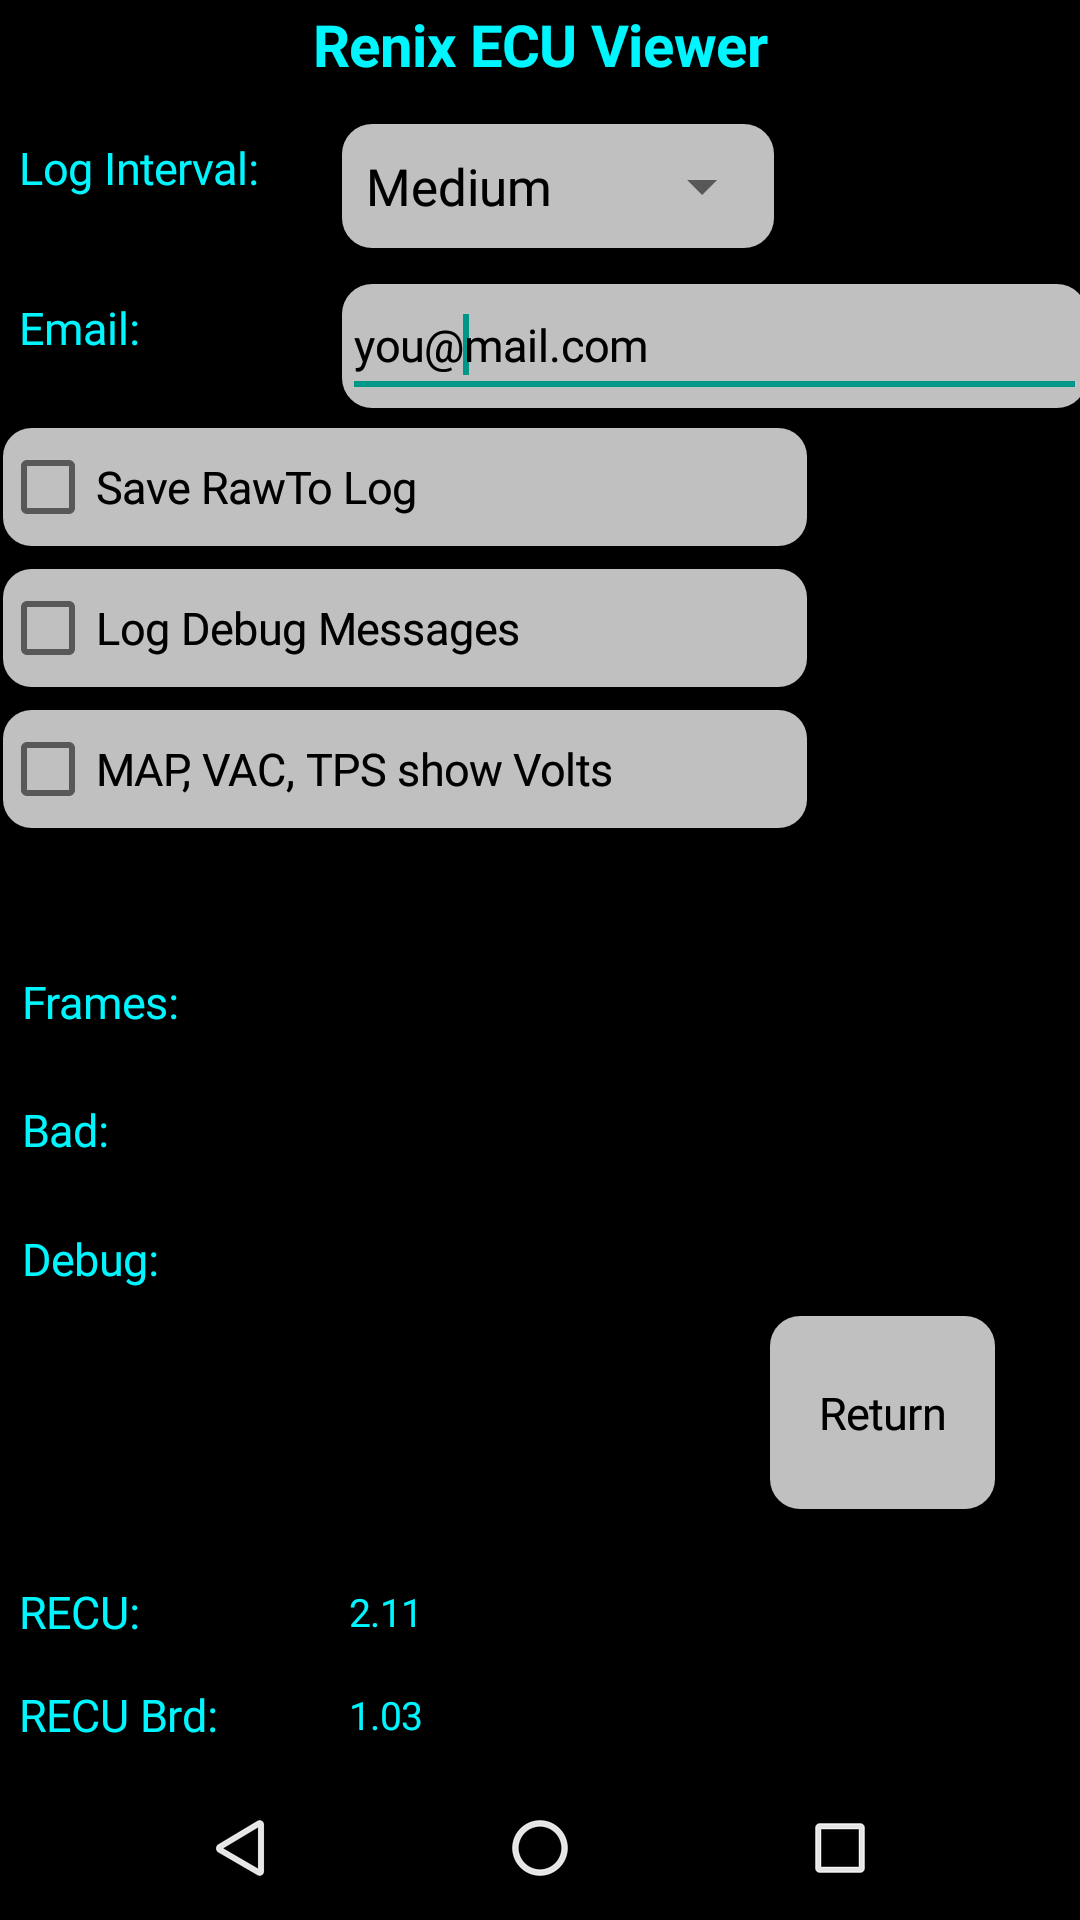 Renix ECU Viewer
Log Interval: Medium
Email: you@mail.com
Save RawTo Log
Log Debug Messages
MAP, VAC, TPS show Volts
Frames:
Bad:
Debug:
Return
RECU: 2.11
RECU Brd: 1.03